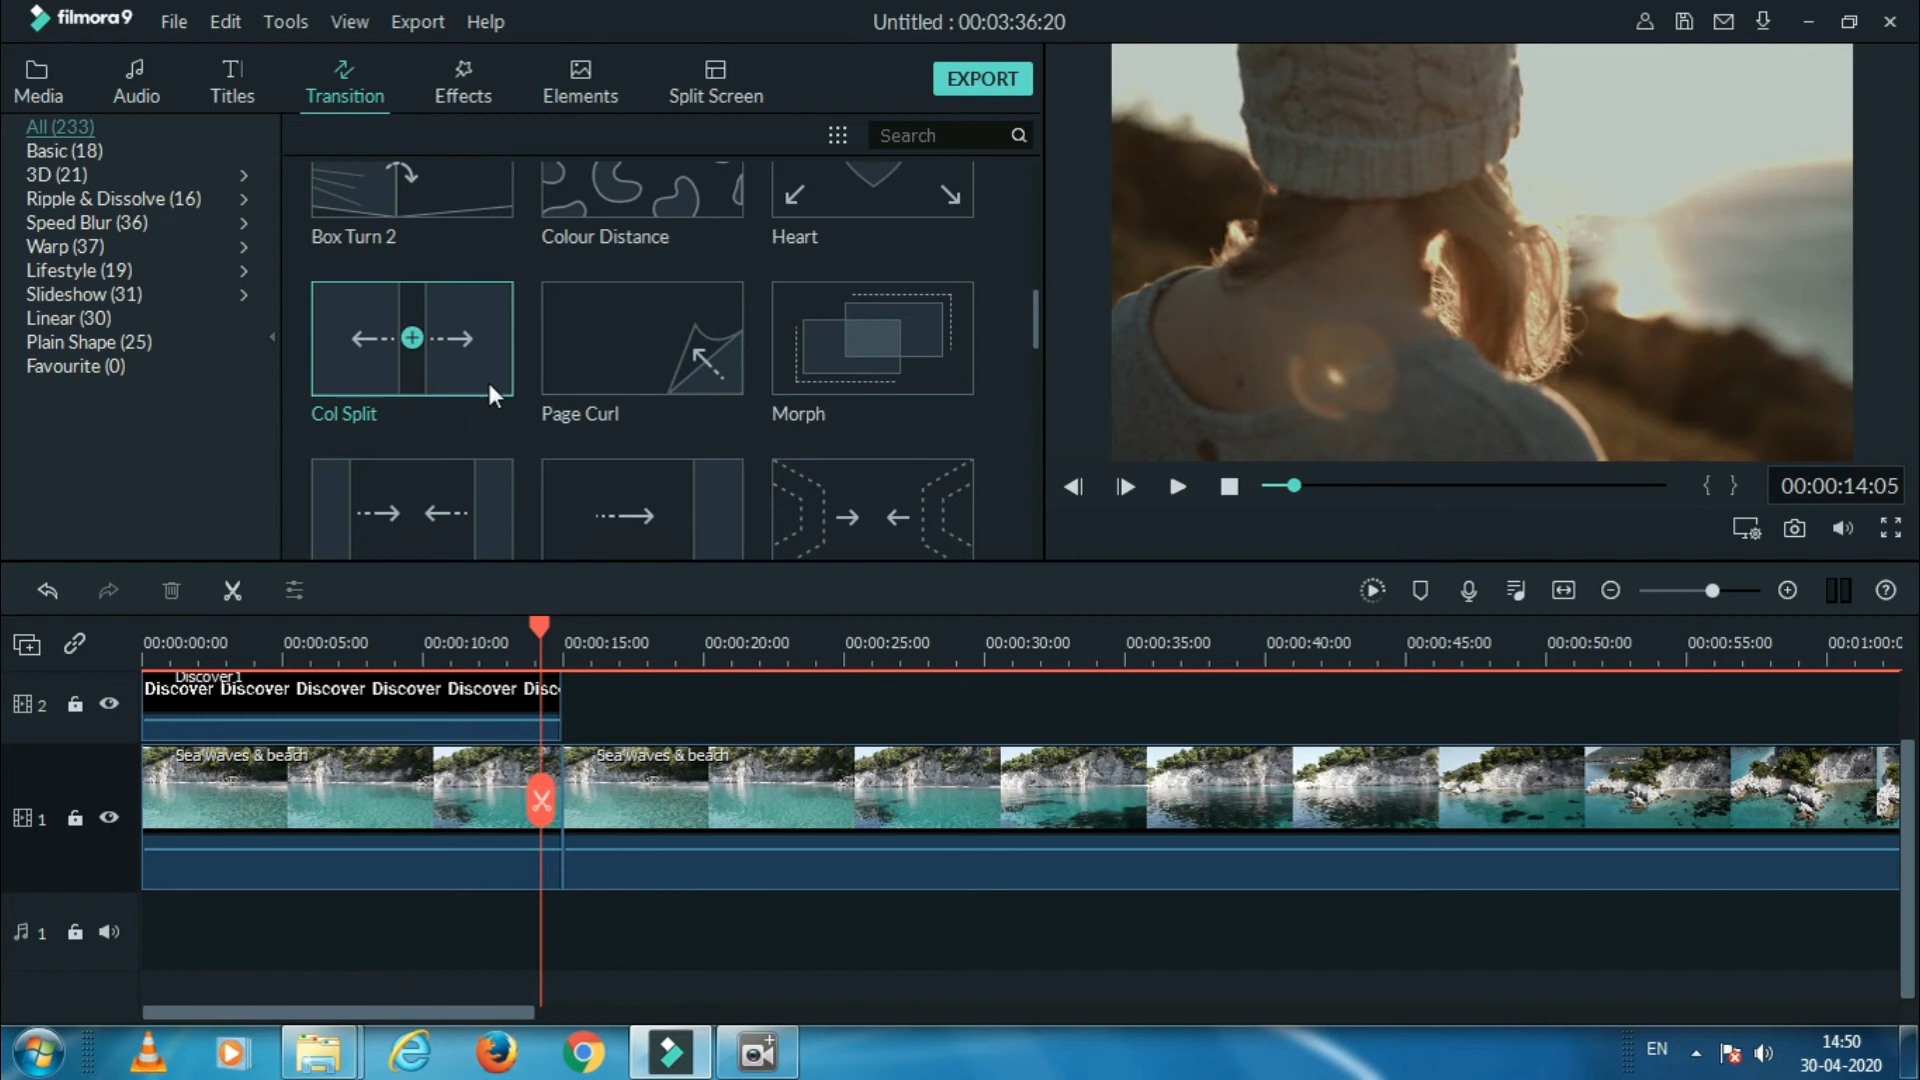 filmora9 File Edit Tools View Export Help Untitled : 00:03:36:20
Media Audio Titles Transition Effects Elements Split Screen EXPORT
All (233)
Search
Basic (18)
3D (21)
Ripple & Dissolve (16)
Speed Blur (36)
Warp (37)
Lifestyle (19)
Slideshow (31)
Linear (30)
Plain Shape (25)
Favourite (0)
Box Turn 2 Colour Distance Heart
Col Split Page Curl Morph
00:00:14:05
00:00:00:00 00:00:05:00 00:00:10:00 00:00:15:00 00:00:20:00 00:00:25:00 00:00:30:00 00:00:35:00 00:00:40:00 00:00:45:00 00:00:50:00 00:00:55:00 00:01:00:0
Discover1
Discover Discover Discover Discover Discover Disc
2
Sea waves & beach Sea waves & beach
1
1
EN
14:50
30-04-2020